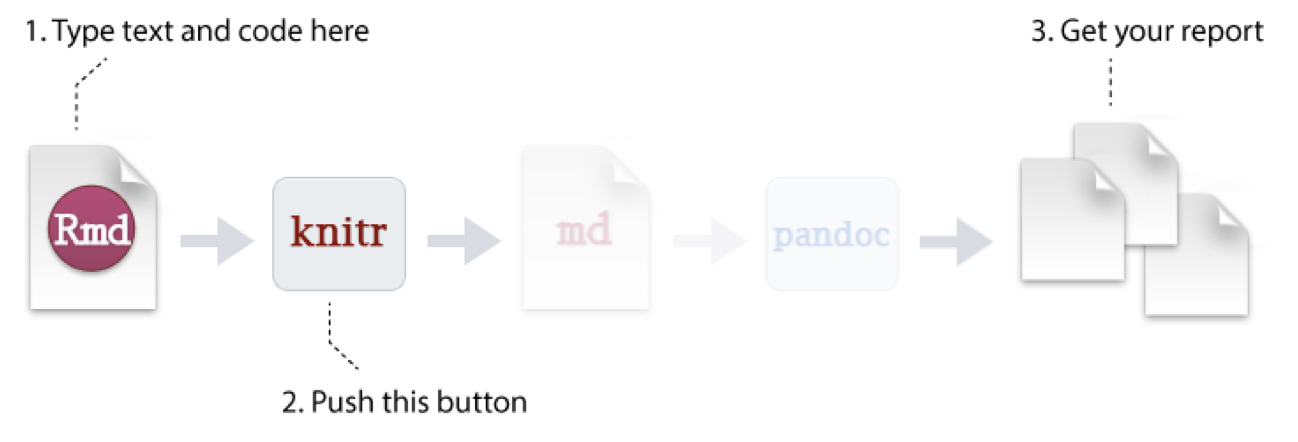 1. Type text and code here
3. Get your report
Rmd
knitr
md
pandoc
2. Push this button